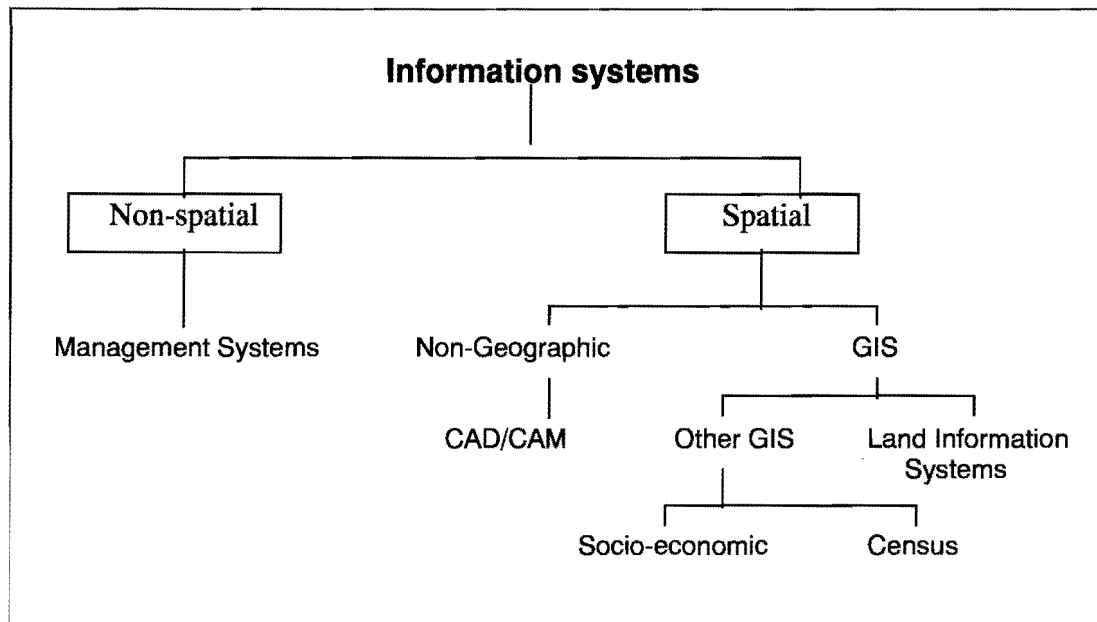 Information systems
Non-spatial
Spatial
Management Systems
Non-Geographic
GIS
CAD/CAM
Other GIS
Land Information
Systems
Socio-economic
Census